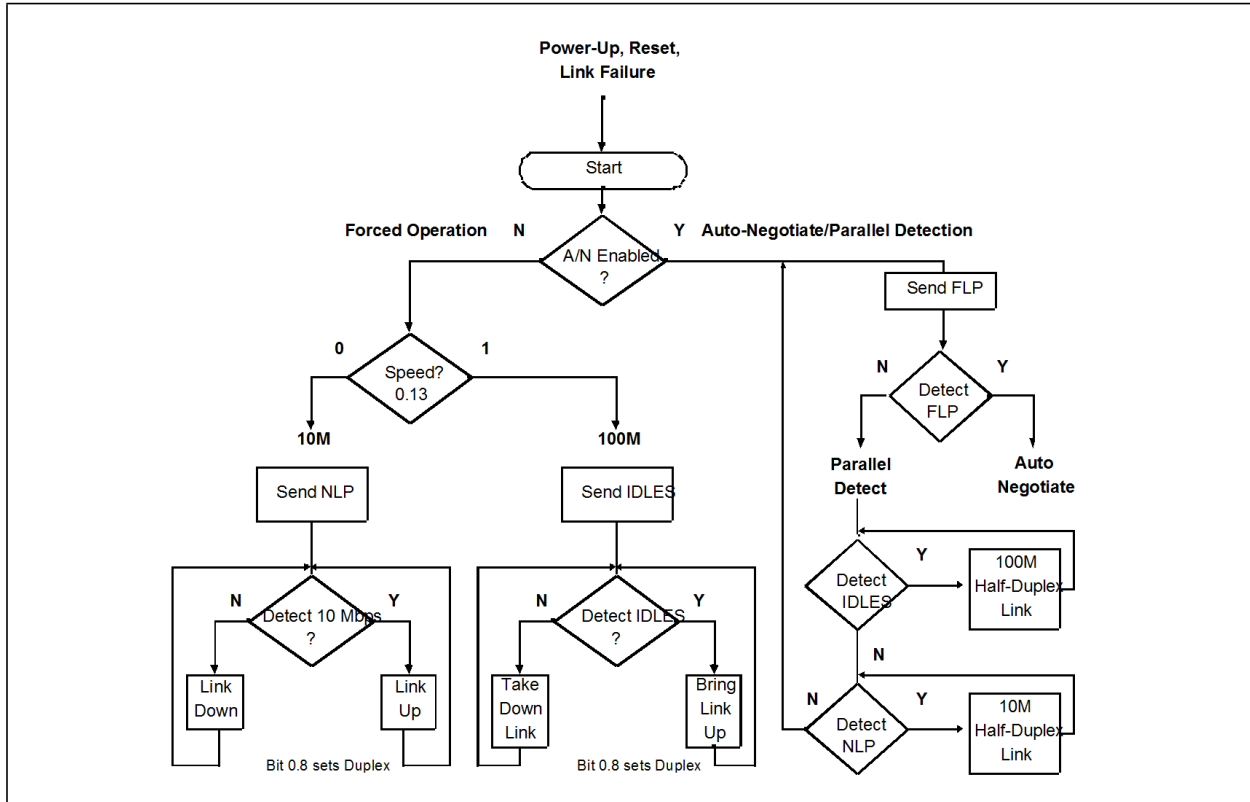 Power-Up, Reset,
Link Failure
Start
Forced Operation
N
Y
Auto-Negotiate/Parallel Detection
A/N Enabled
?
Send FLP
0
1
Speed?
0.13
N
Y
Detect
FLP
10M
100M
Parallel
Detect
Auto
Negotiate
Send NLP
Send IDLES
Y
Detect
IDLES
100M
Half-Duplex
Link
N
Y
Detect 10 Mbps
?
N
Y
Detect IDLES
?
N
Link
Down
Link
Up
Take
Down
Link
Bring
Link
Up
N
Y
Detect
NLP
10M
Half-Duplex
Link
Bit 0.8 sets Duplex
Bit 0.8 sets Duplex